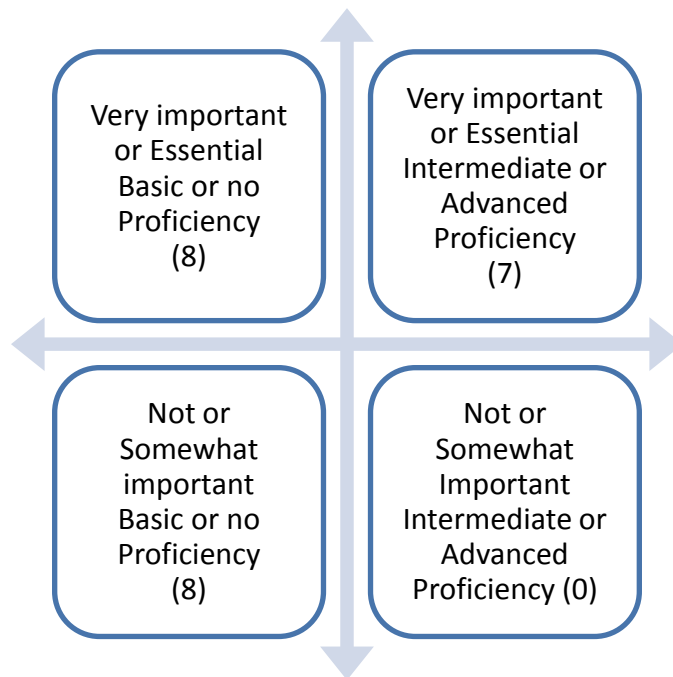 Very important
or Essential
Basic or no
Proficiency
(8)
Very important
or Essential
Intermediate or
Advanced
Proficiency
(7)
Not or
Somewhat
important
Basic or no
Proficiency
(8)
Not or
Somewhat
Important
Intermediate or
Advanced
Proficiency (0)